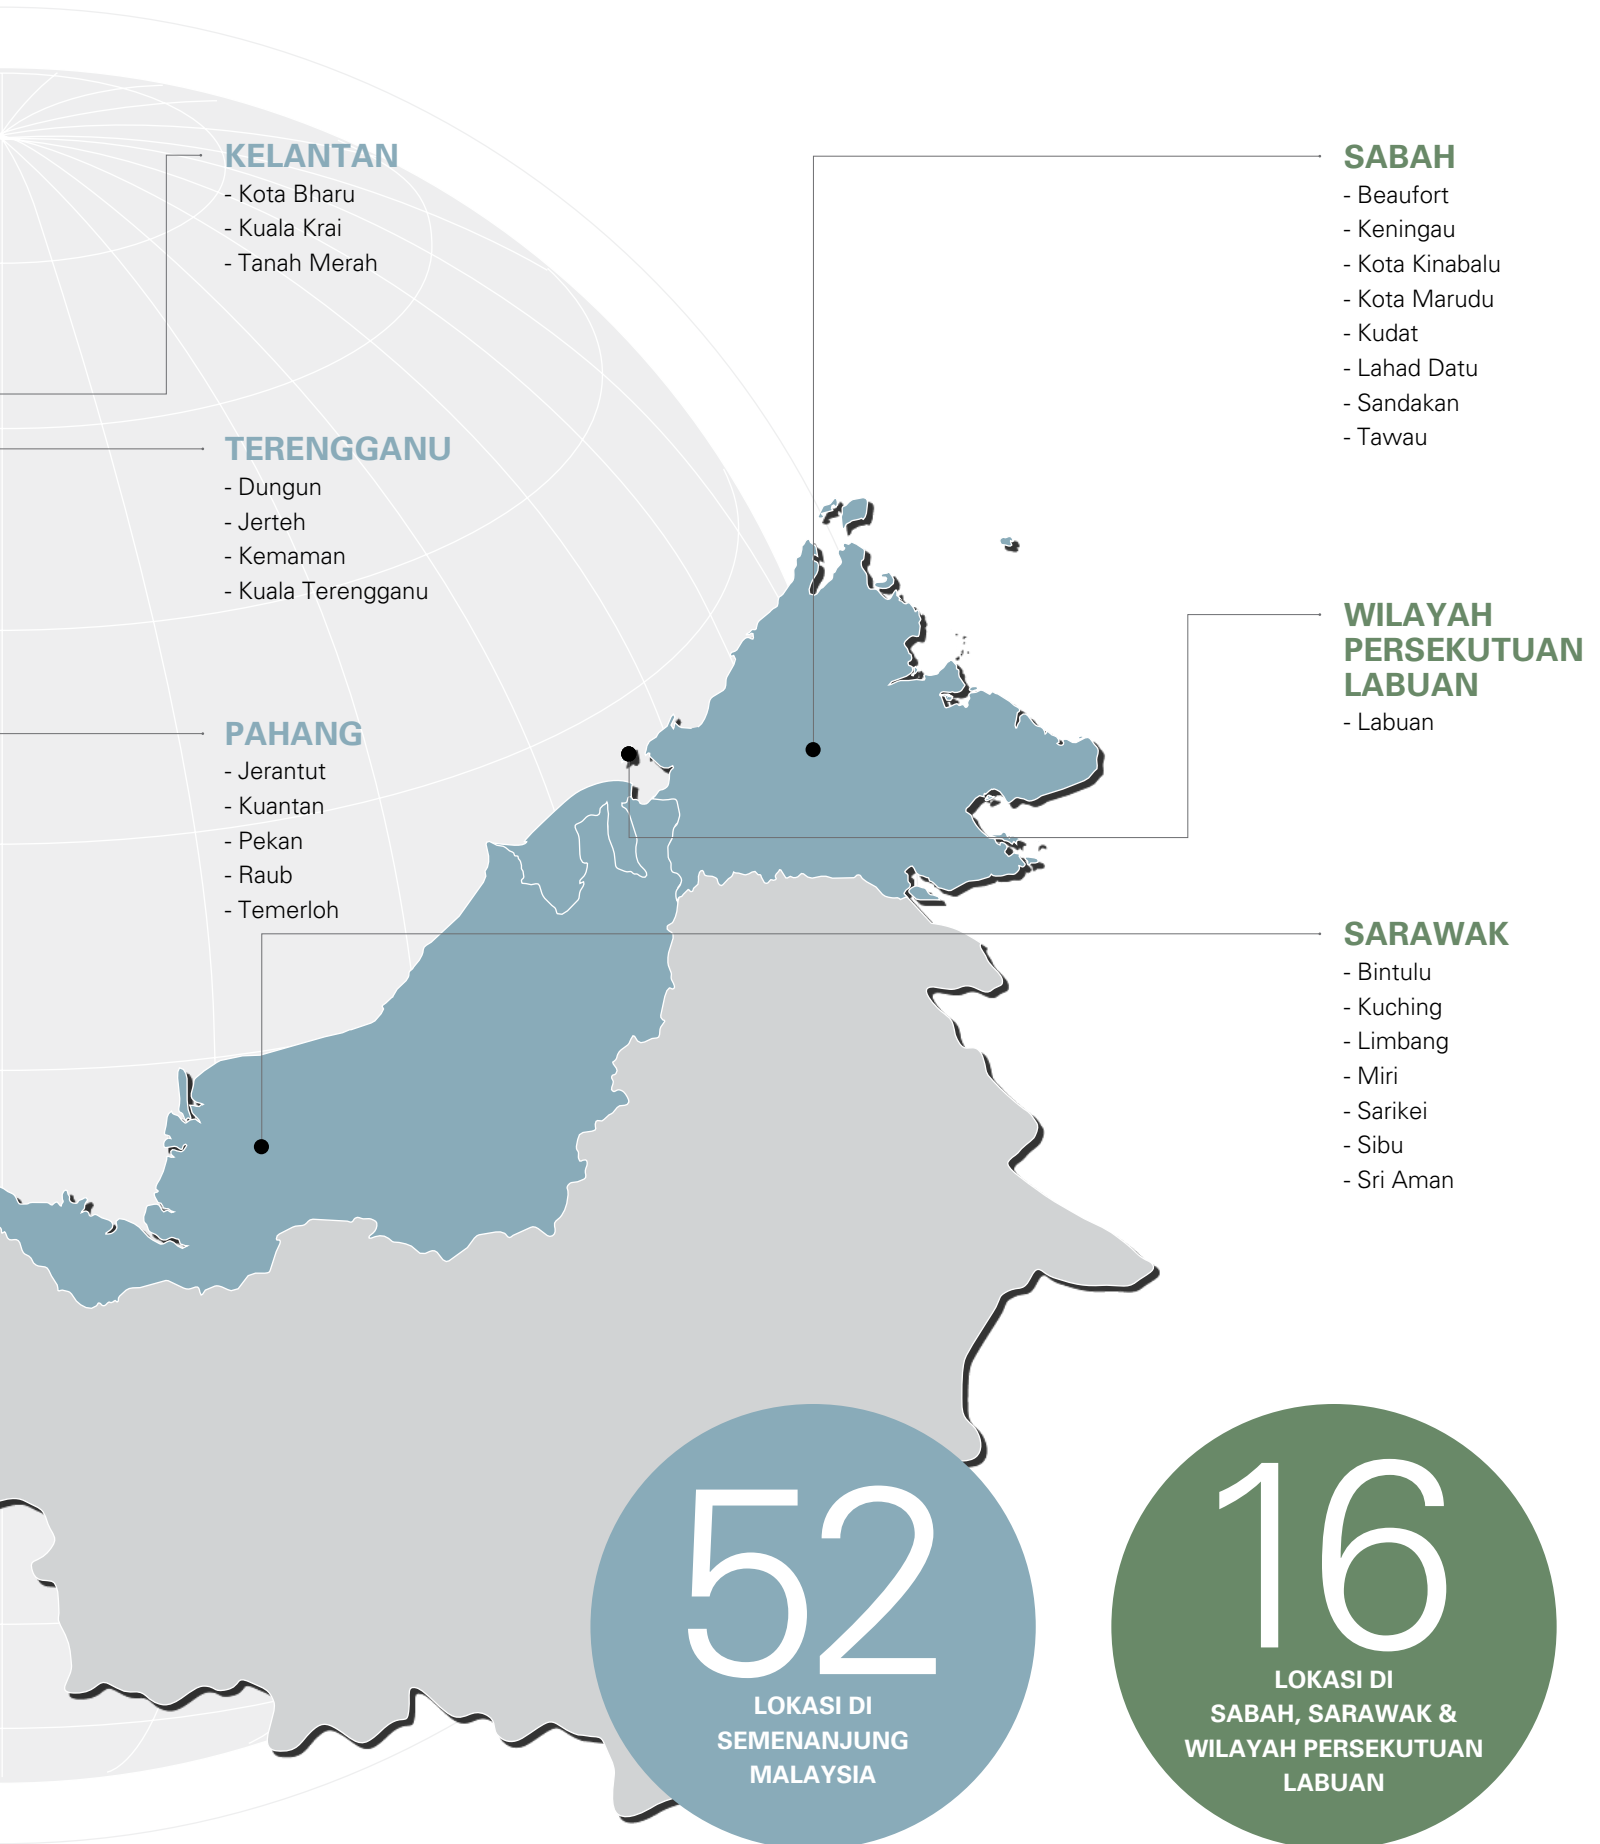 KELANTAN
- Kota Bharu
- Kuala Krai
- Tanah Merah
TERENGGANU
- Dungun
- Jerteh
- Kemaman
- Kuala Terengganu
PAHANG
- Jerantut
- Kuantan
- Pekan
- Raub
- Temerloh
SABAH
- Beaufort
- Keningau
- Kota Kinabalu
- Kota Marudu
- Kudat
- Lahad Datu
- Sandakan
- Tawau
WILAYAH
PERSEKUTUAN
LABUAN
- Labuan
SARAWAK
- Bintulu
- Kuching
- Limbang
- Miri
- Sarikei
- Sibu
- Sri Aman
52
LOKASI DI
SEMENANJUNG
MALAYSIA
16
LOKASI DI
SABAH, SARAWAK &
WILAYAH PERSEKUTUAN
LABUAN